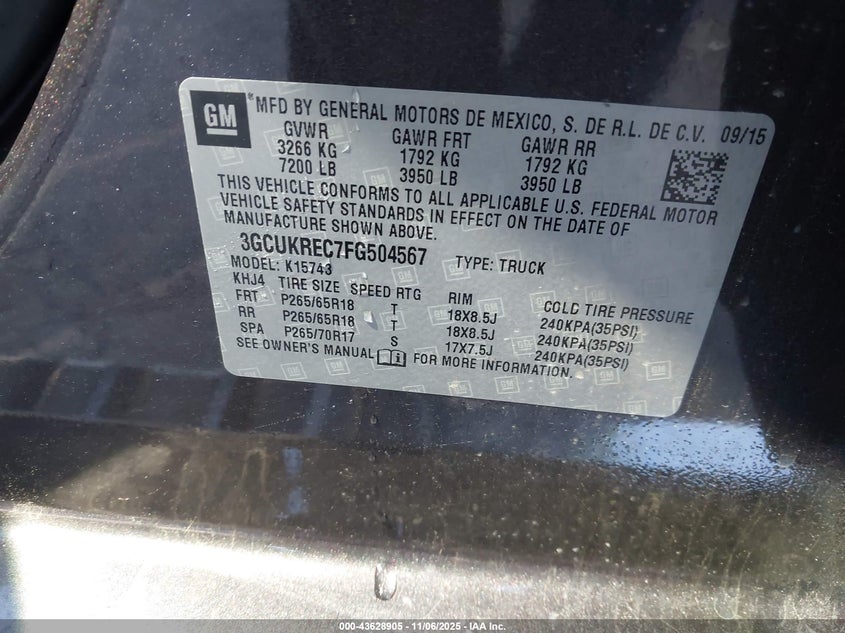 GM
*MFD BY GENERAL MOTORS DE MEXICO, S. DE R.L. DE C.V. 09/15
GVWR GAWR FRT GAWR RR
3266 KG 1792 KG 1792 KG
7200 LB 3950 LB 3950 LB
THIS VEHICLE CONFORMS TO ALL APPLICABLE U.S. FEDERAL MOTOR
VEHICLE SAFETY STANDARDS IN EFFECT ON THE DATE OF
MANUFACTURE SHOWN ABOVE.
3GCUKREC7FG504567 TYPE: TRUCK
MODEL: K15743
KHJ4 TIRE SIZE SPEED RTG RIM COLD TIRE PRESSURE
FRT P265/65R18 T 18X8.5J 240KPA(35PSI)
RR P265/65R18 T 18X8.5J 240KPA(35PSI)
SPA P265/70R17 S 17X7.5J 240KPA(35PSI)
SEE OWNER'S MANUAL FOR MORE INFORMATION.
000-43628905 11/06/2025 IAA, Inc.